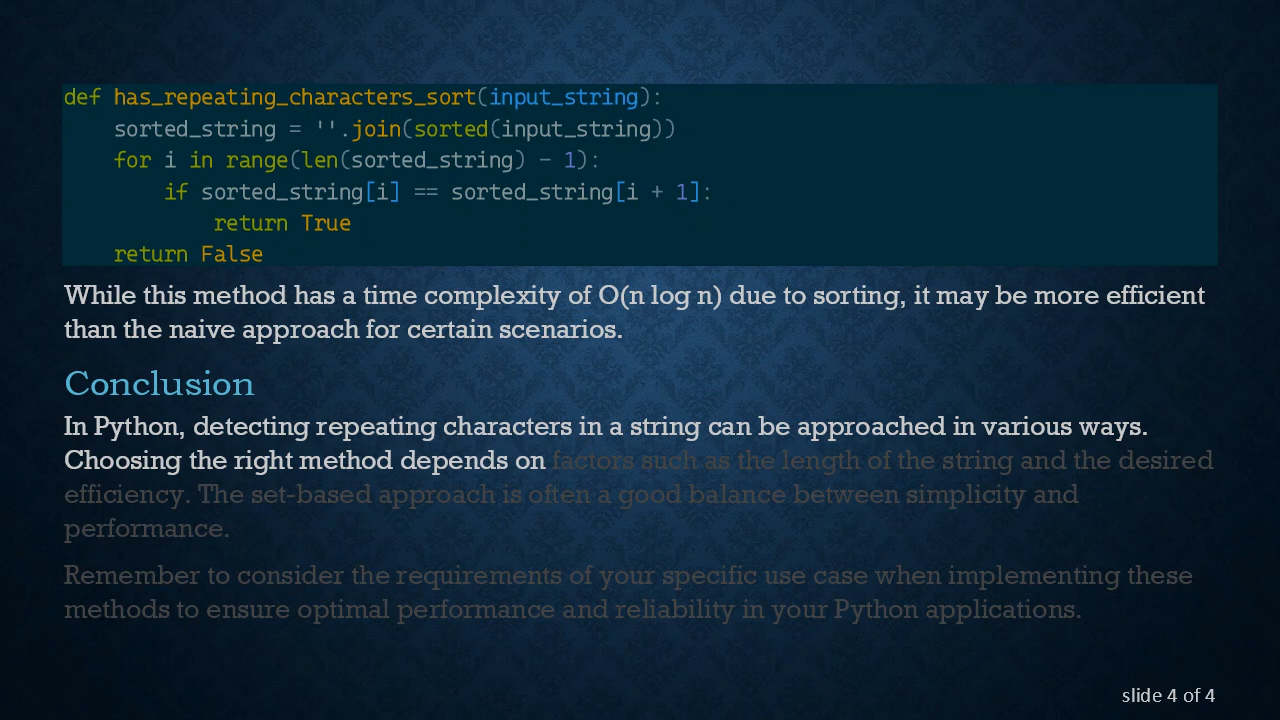 def has_repeating_characters_sort(input_string):
    sorted_string = ''.join(sorted(input_string))
    for i in range(len(sorted_string) - 1):
        if sorted_string[i] == sorted_string[i + 1]:
            return True
    return False
While this method has a time complexity of O(n log n) due to sorting, it may be more efficient
than the naive approach for certain scenarios.
Conclusion
In Python, detecting repeating characters in a string can be approached in various ways.
Choosing the right method depends on factors such as the length of the string and the desired
efficiency. The set-based approach is often a good balance between simplicity and
performance.
Remember to consider the requirements of your specific use case when implementing these
methods to ensure optimal performance and reliability in your Python applications.
slide 4 of 4